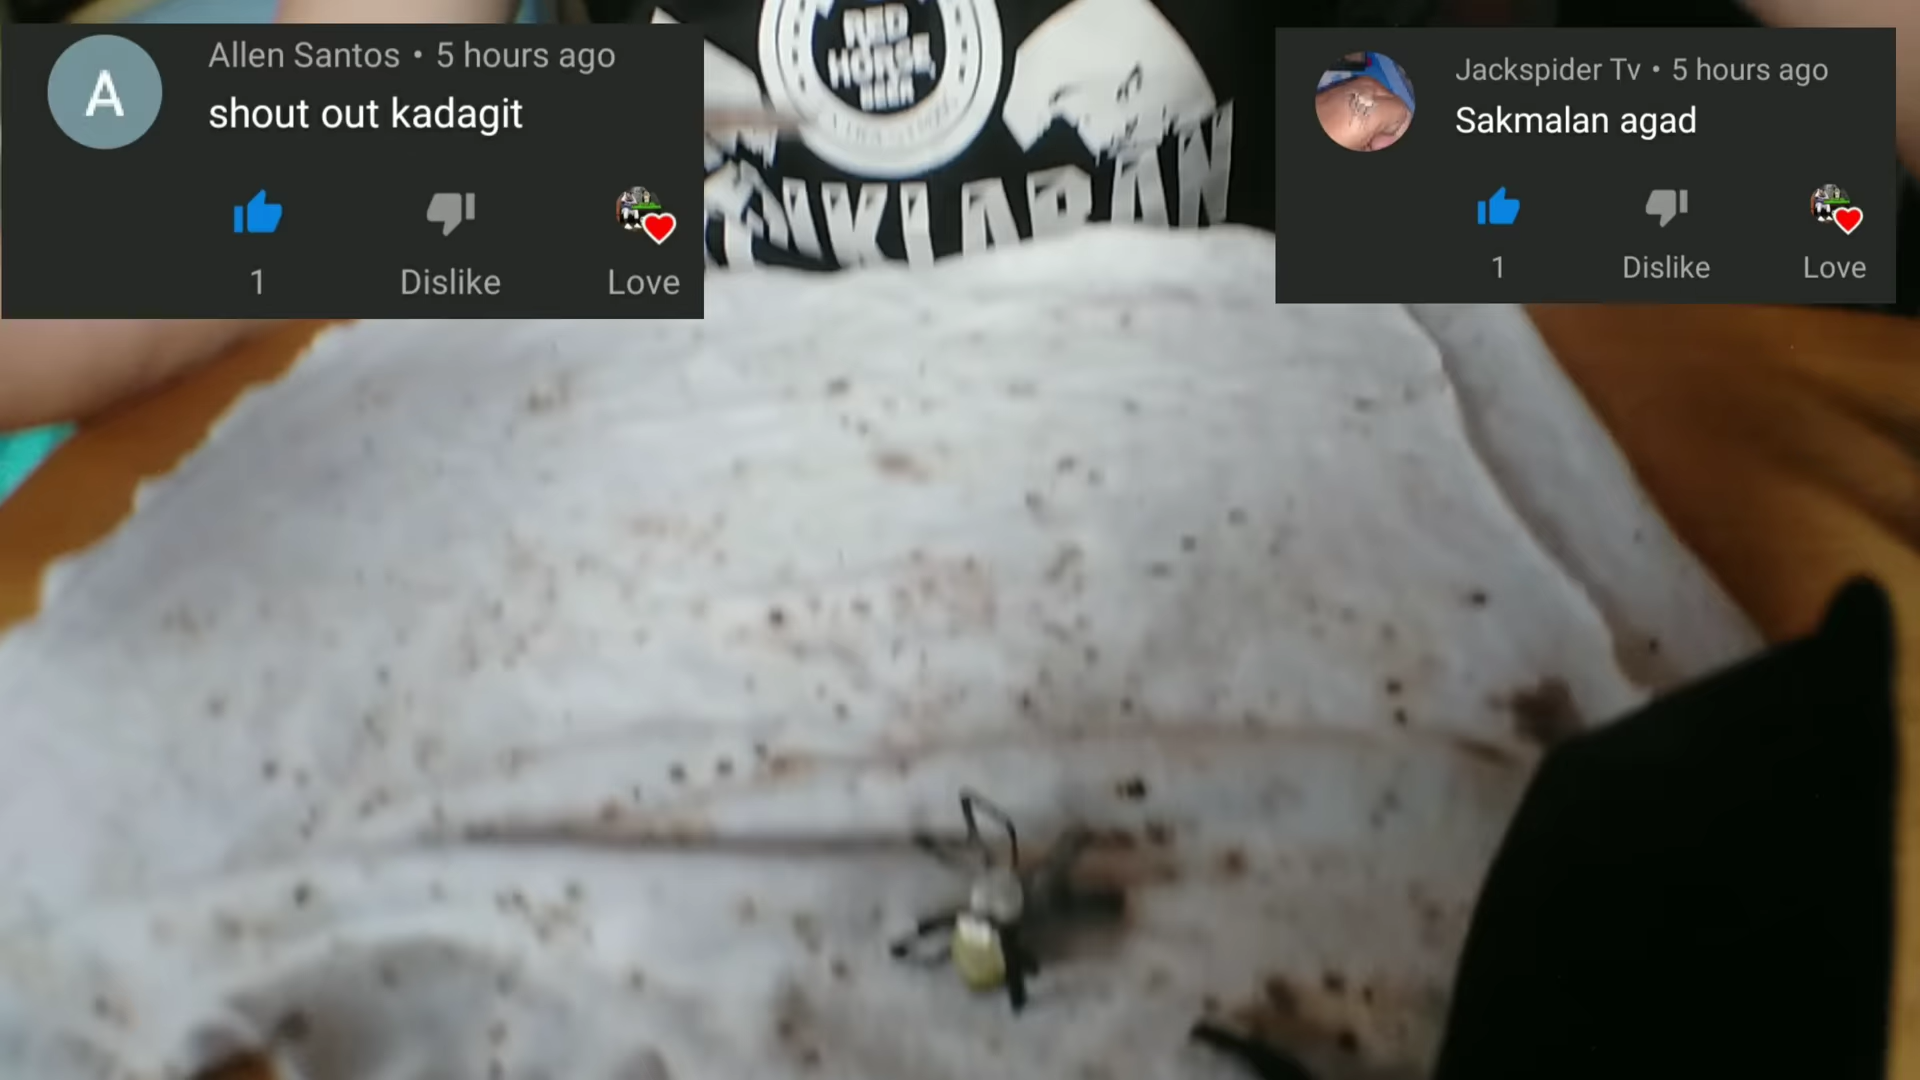 Allen Santos • 5 hours ago
shout out kadagit
1
Dislike
Love
RED
HORSE
BEER
Jackspider Tv • 5 hours ago
Sakmalan agad
1
Dislike
Love